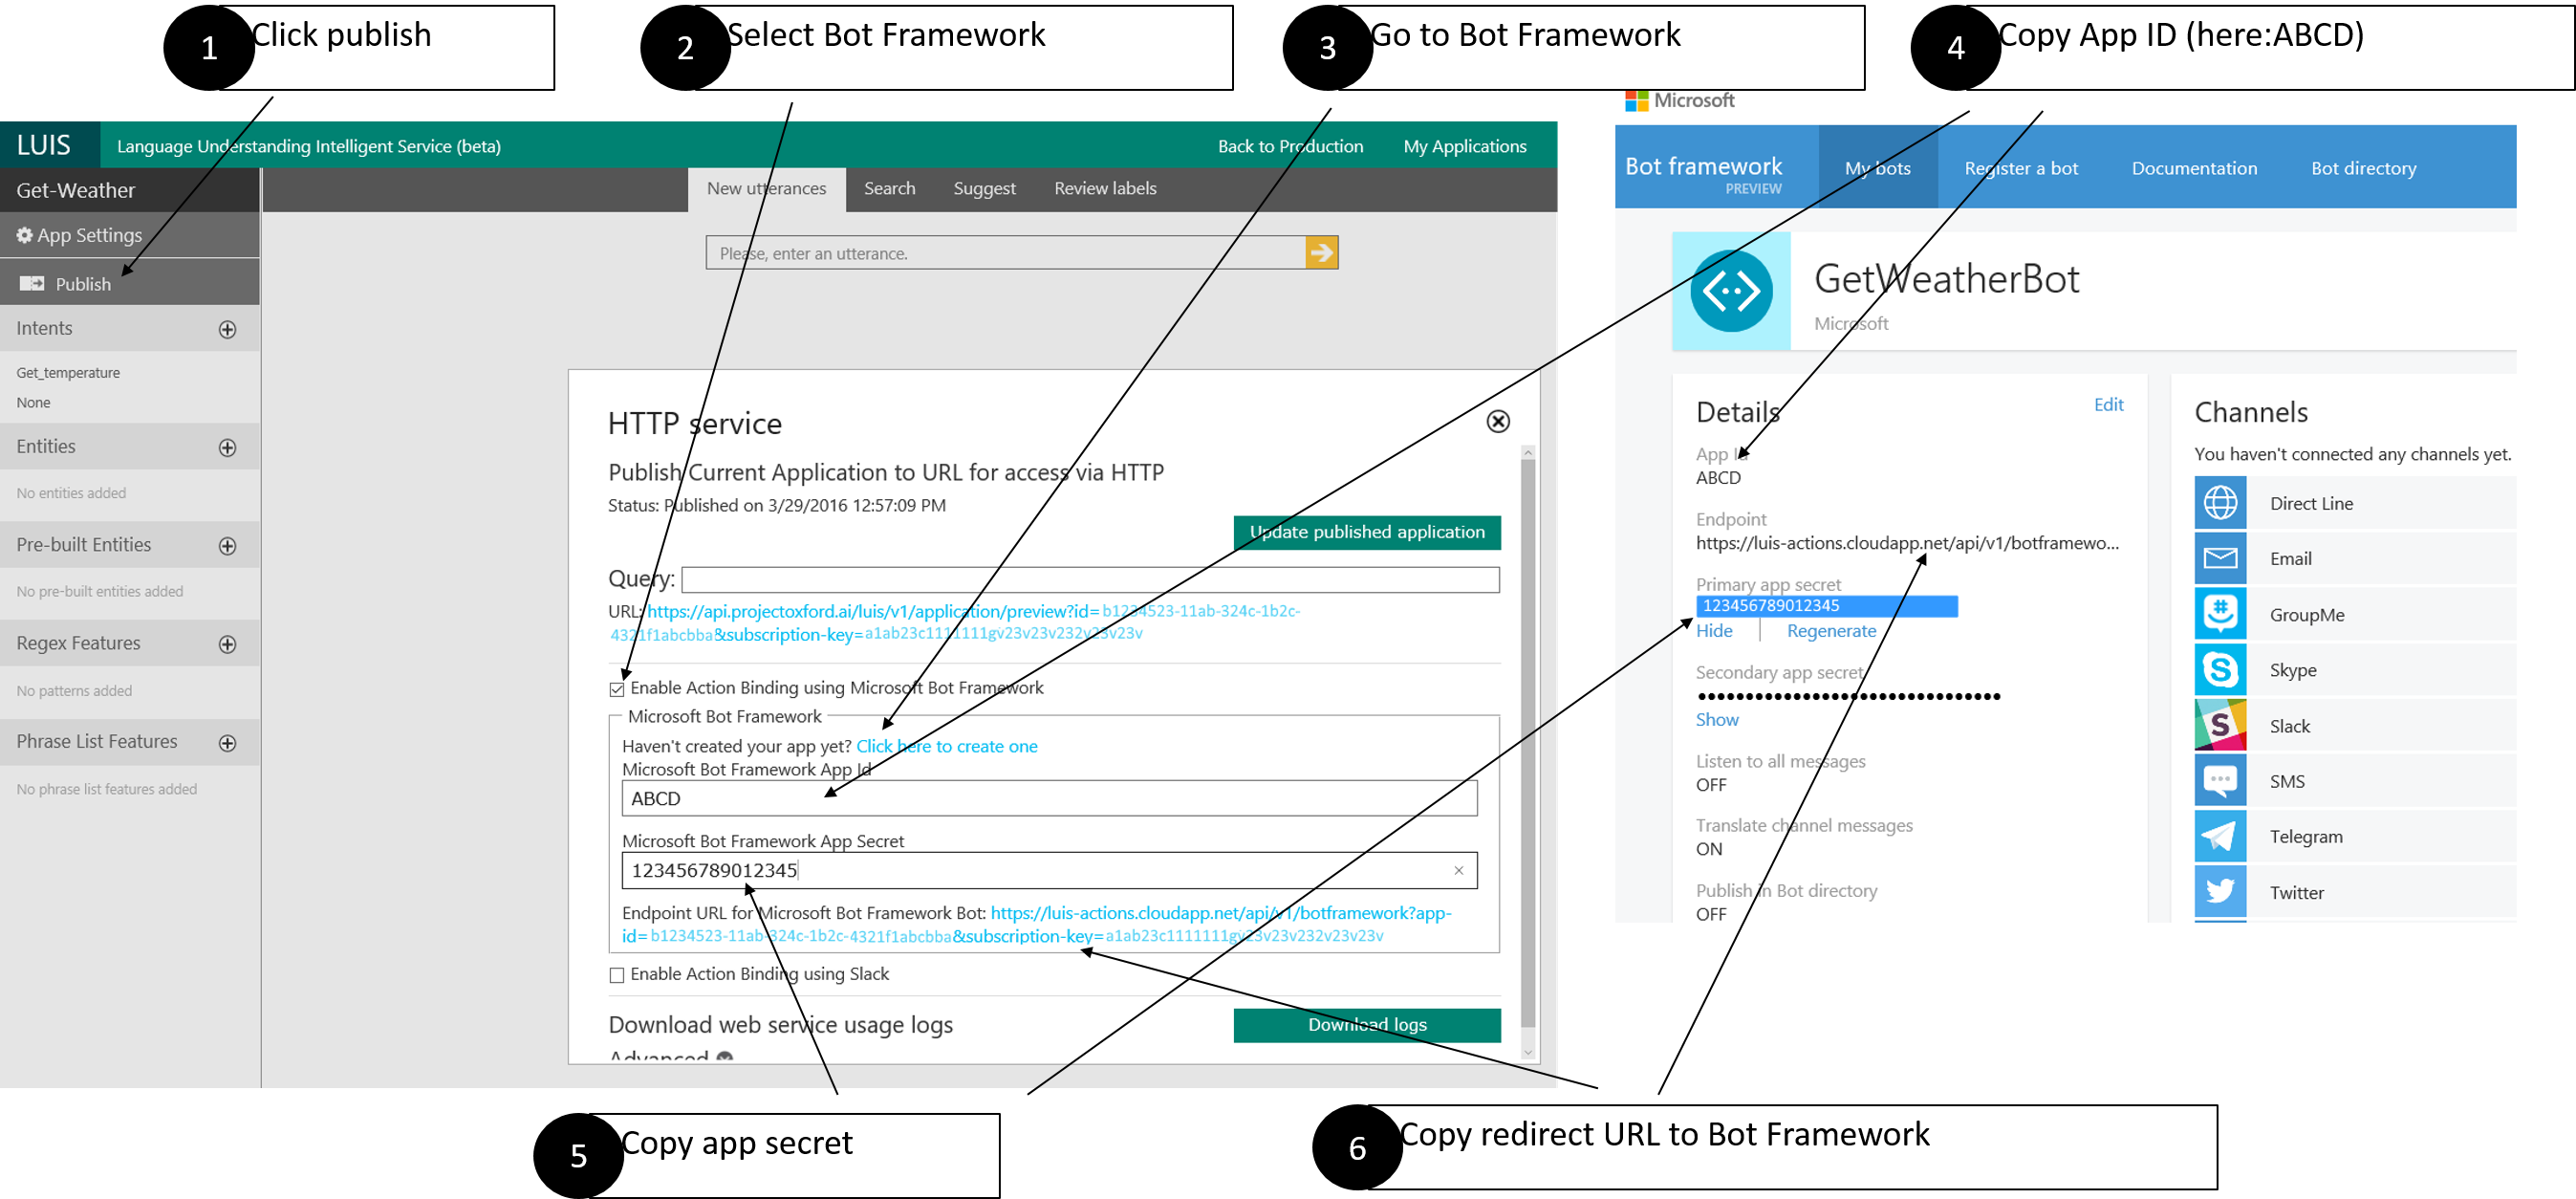 1 Click publish
2 Select Bot Framework
3 Go to Bot Framework
4 Copy App ID (here:ABCD)
LUIS Language Understanding Intelligent Service (beta) Back to Production My Applications
Get-Weather
New utterances Search Suggest Review labels
App Settings
Publish
Please, enter an utterance.
Intents
Get_temperature
None
Entities
No entities added
Pre-built Entities
No pre-built entities added
Regex Features
No patterns added
Phrase List Features
No phrase list features added
HTTP service
Publish Current Application to URL for access via HTTP
Status: Published on 3/29/2016 12:57:09 PM
Update published application
Query:
URL: https://api.projectoxford.ai/luis/v1/application/preview?id=b1234523-11ab-324c-1b2c-
4321f1abcbba&subscription-key=a1ab23c1111111gv23v23v232v23v23v
Enable Action Binding using Microsoft Bot Framework
Microsoft Bot Framework
Haven't created your app yet? Click here to create one
Microsoft Bot Framework App Id
ABCD
Microsoft Bot Framework App Secret
123456789012345
Endpoint URL for Microsoft Bot Framework Bot: https://luis-actions.cloudapp.net/api/v1/botframework?app-
id=b1234523-11ab-324c-1b2c-4321f1abcbba&subscription-key=a1ab23c1111111gv23v23v232v23v23v
Enable Action Binding using Slack
Download web service usage logs
Download logs
Advanced
Microsoft
Bot framework
PREVIEW
My bots Register a bot Documentation Bot directory
GetWeatherBot
Microsoft
Details
Edit
App Id
ABCD
Endpoint
https://luis-actions.cloudapp.net/api/v1/botframewo...
Primary app secret
123456789012345
Hide Regenerate
Secondary app secret
Show
Listen to all messages
OFF
Translate channel messages
ON
Publish in Bot directory
OFF
Channels
You haven't connected any channels yet.
Direct Line
Email
GroupMe
Skype
Slack
SMS
Telegram
Twitter
5 Copy app secret
6 Copy redirect URL to Bot Framework